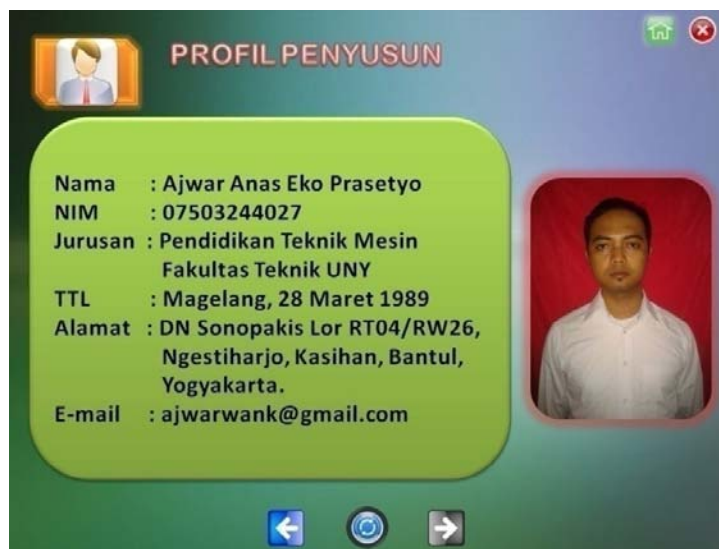 PROFIL PENYUSUN
Nama : Ajwar Anas Eko Prasetyo
NIM : 07503244027
Jurusan : Pendidikan Teknik Mesin
Fakultas Teknik UNY
TTL : Magelang, 28 Maret 1989
Alamat : DN Sonopakis Lor RT04/RW26,
Ngestiharjo, Kasihan, Bantul,
Yogyakarta.
E-mail : ajwarwank@gmail.com